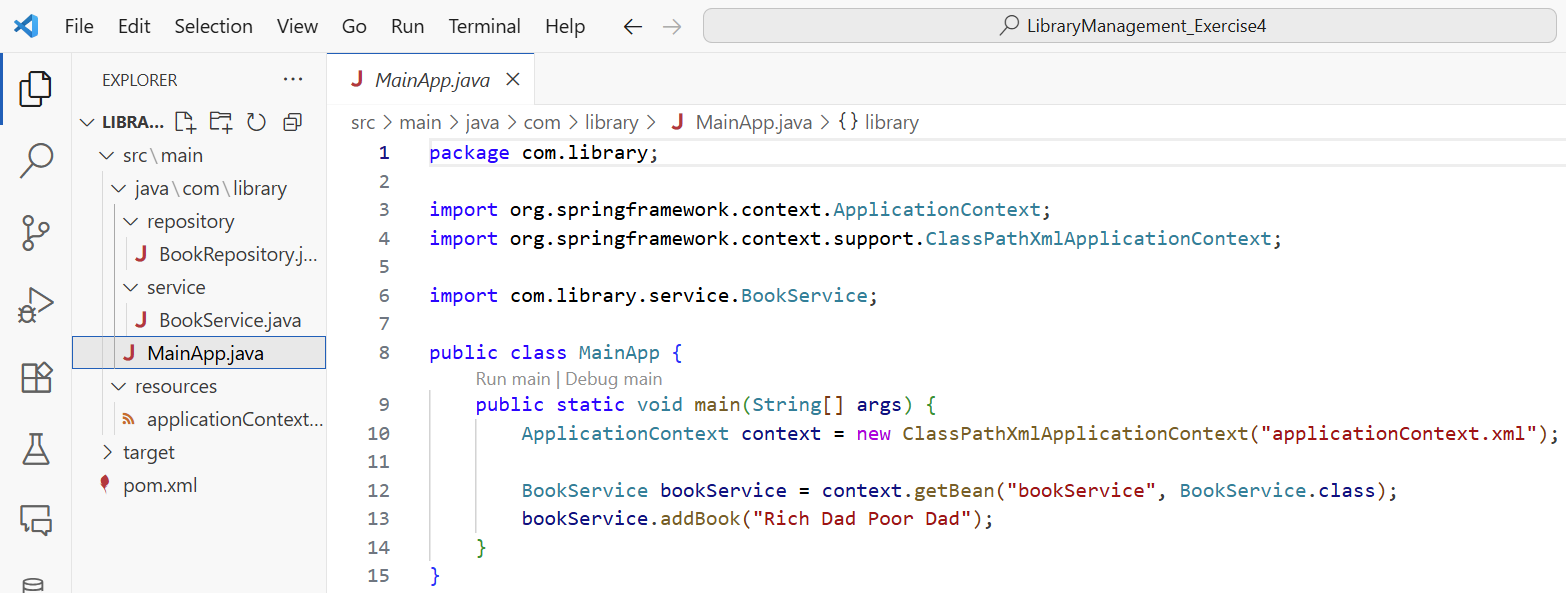 File Edit Selection View Go Run Terminal Help LibraryManagement_Exercise4
EXPLORER ···
LIBRA...
src\main
java\com\library
repository
BookRepository.j...
service
BookService.java
MainApp.java
resources
applicationContext...
target
pom.xml
MainApp.java
src > main > java > com > library > MainApp.java > {} library
1 package com.library;
2
3 import org.springframework.context.ApplicationContext;
4 import org.springframework.context.support.ClassPathXmlApplicationContext;
5
6 import com.library.service.BookService;
7
8 public class MainApp {
Run main | Debug main
9 public static void main(String[] args) {
10 ApplicationContext context = new ClassPathXmlApplicationContext("applicationContext.xml");
11
12 BookService bookService = context.getBean("bookService", BookService.class);
13 bookService.addBook("Rich Dad Poor Dad");
14 }
15 }